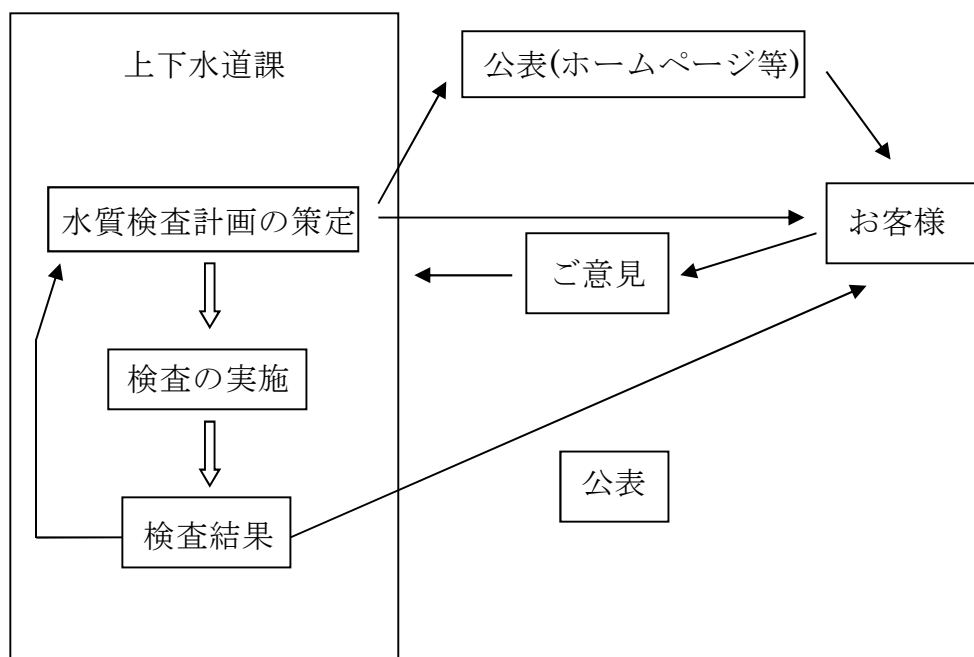 上下水道課
公表(ホームページ等)
水質検査計画の策定
お客様
ご意見
検査の実施
公表
検査結果